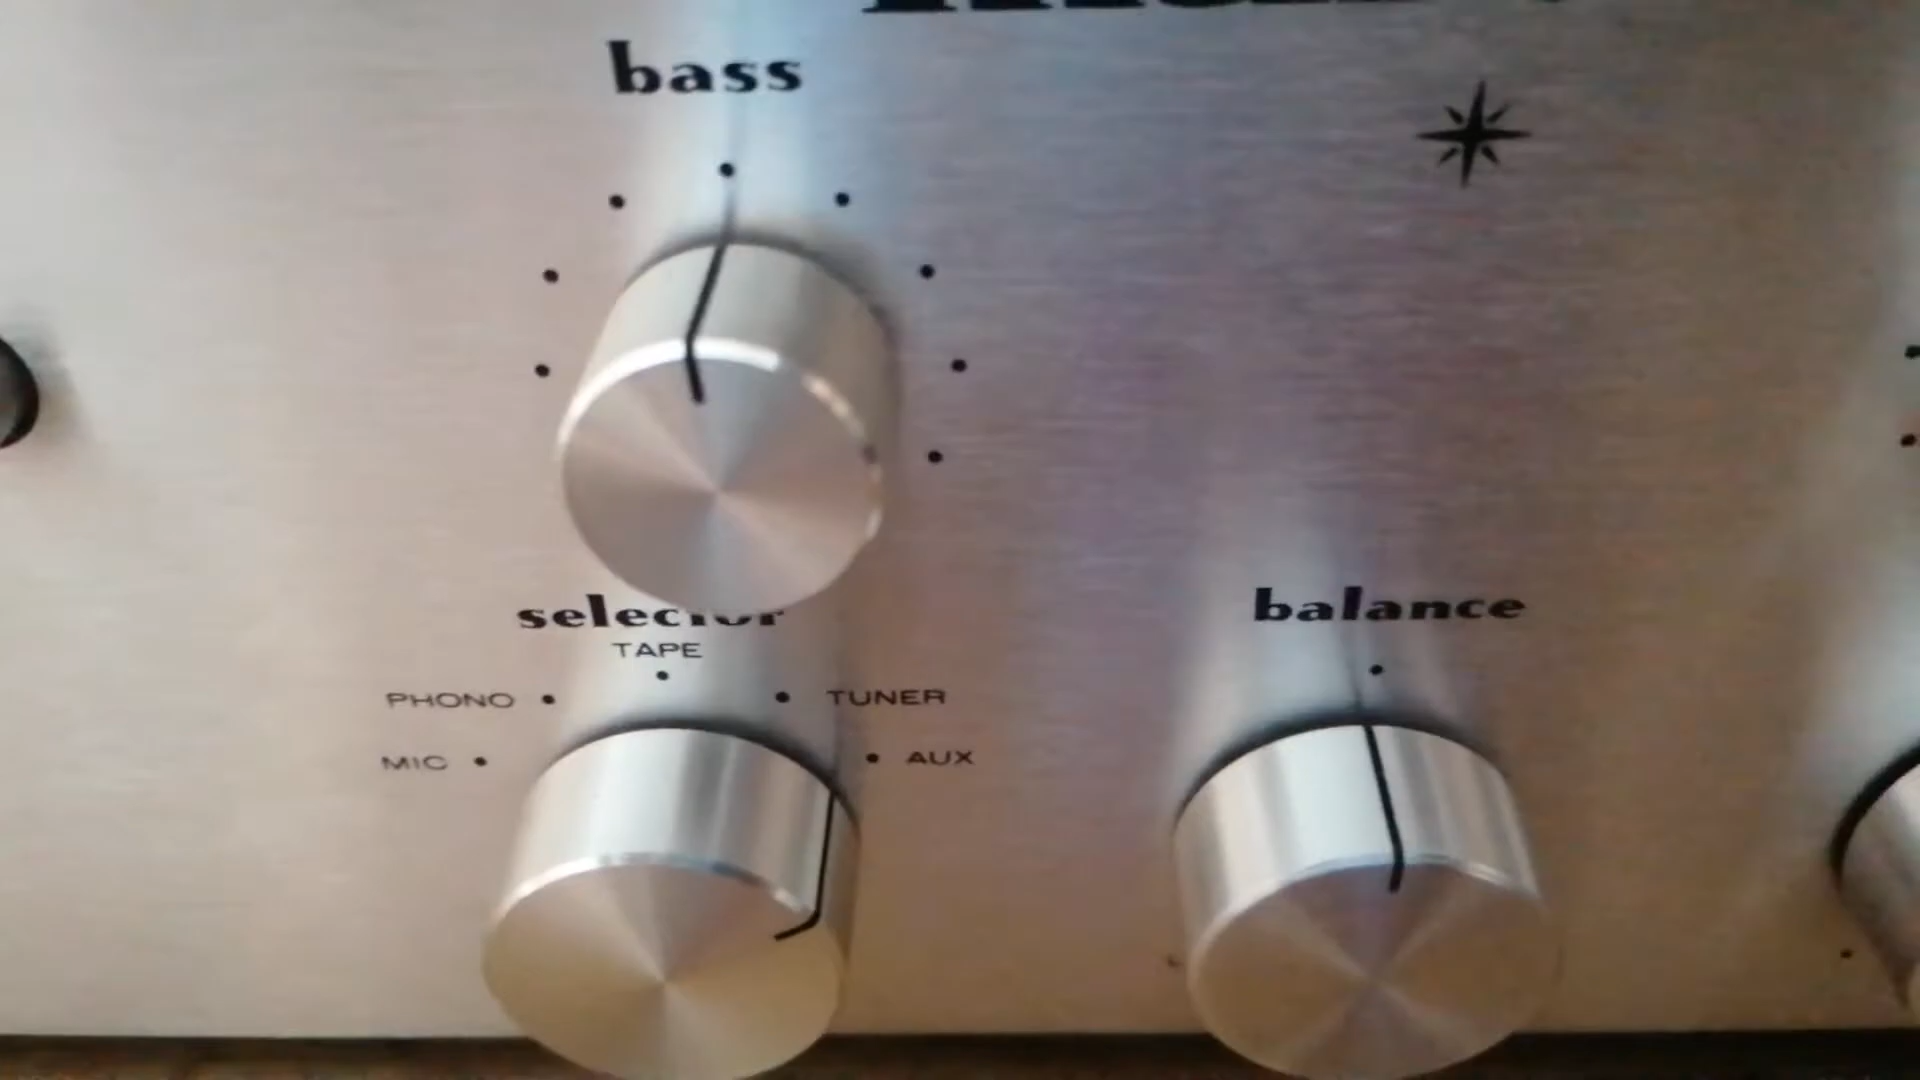 bass
selector
TAPE
PHONO
TUNER
MIC
AUX
balance